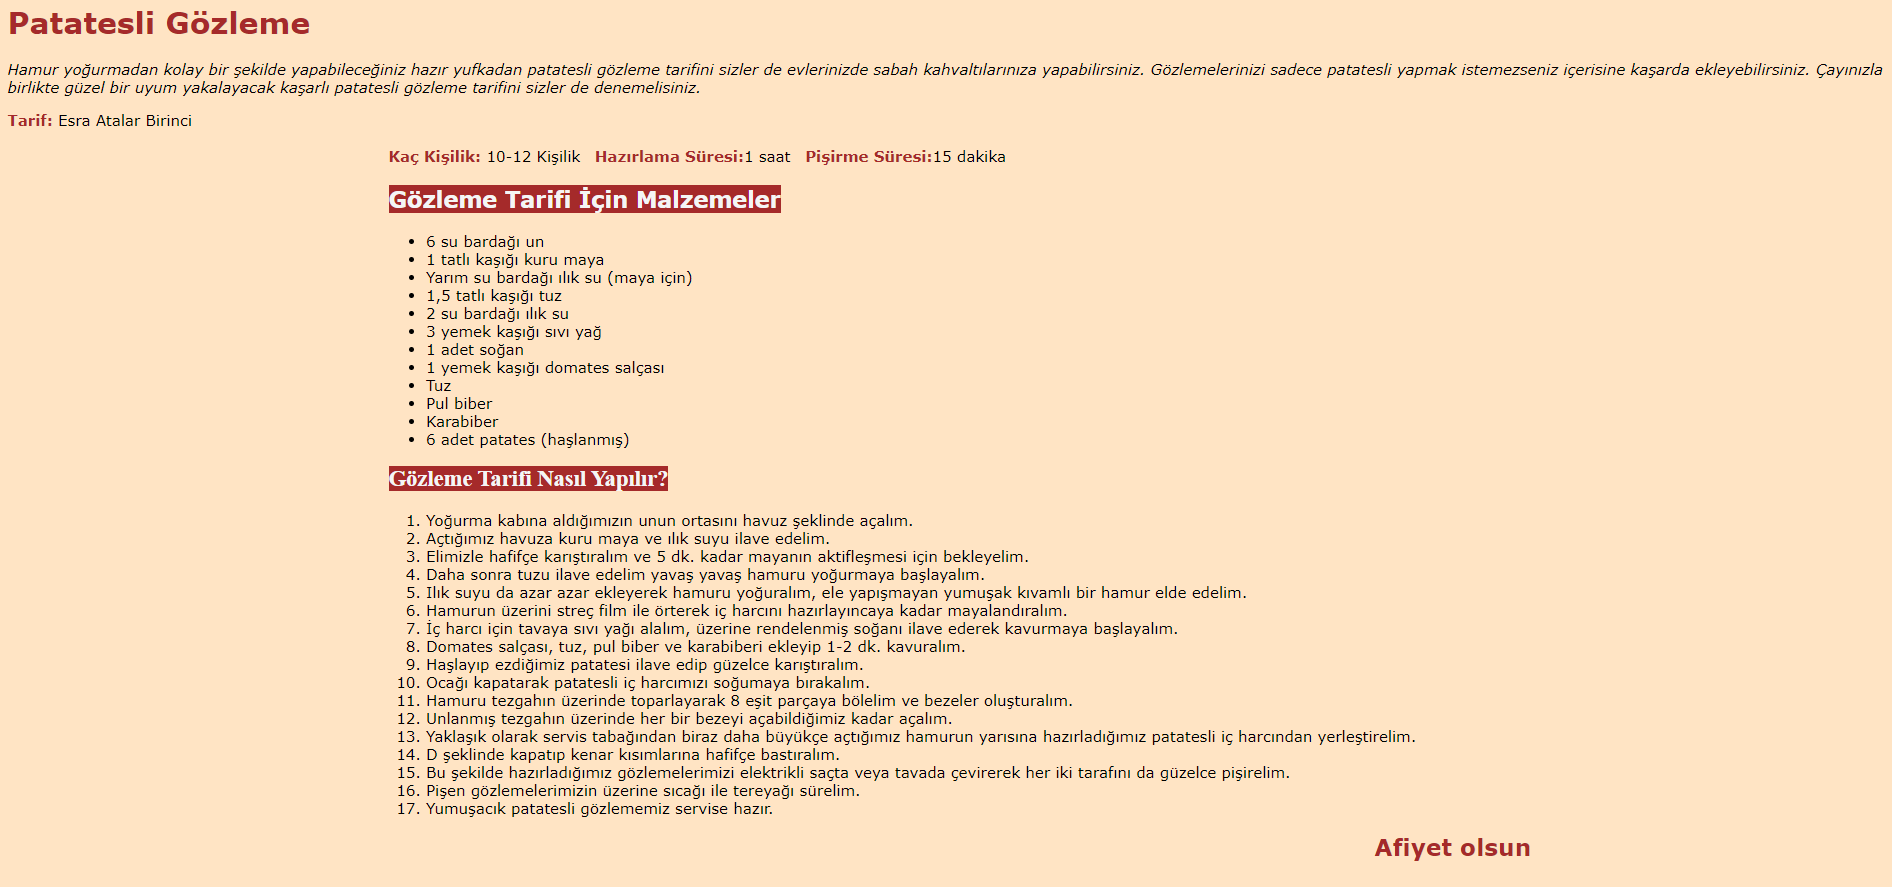 Patatesli Gözleme
Hamur yoğurmadan kolay bir şekilde yapabileceğiniz hazır yufkadan patatesli gözleme tarifini sizler de evlerinizde sabah kahvaltılarınıza yapabilirsiniz. Gözlemelerinizi sadece patatesli yapmak istemezseniz içerisine kaşarda ekleyebilirsiniz. Çayınızla
birlikte güzel bir uyum yakalayacak kaşarlı patatesli gözleme tarifini sizler de denemelisiniz.
Tarif: Esra Atalar Birinci
Kaç Kişilik: 10-12 Kişilik Hazırlama Süresi:1 saat Pişirme Süresi:15 dakika
Gözleme Tarifi İçin Malzemeler
• 6 su bardağı un
• 1 tatlı kaşığı kuru maya
• Yarım su bardağı ılık su (maya için)
• 1,5 tatlı kaşığı tuz
• 2 su bardağı ılık su
• 3 yemek kaşığı sıvı yağ
• 1 adet soğan
• 1 yemek kaşığı domates salçası
• Tuz
• Pul biber
• Karabiber
• 6 adet patates (haşlanmış)
Gözleme Tarifi Nasıl Yapılır?
1. Yoğurma kabına aldığımızın unun ortasını havuz şeklinde açalım.
2. Açtığımız havuza kuru maya ve ılık suyu ilave edelim.
3. Elimizle hafifçe karıştıralım ve 5 dk. kadar mayanın aktifleşmesi için bekleyelim.
4. Daha sonra tuzu ilave edelim yavaş yavaş hamuru yoğurmaya başlayalım.
5. Ilık suyu da azar azar ekleyerek hamuru yoğuralım, ele yapışmayan yumuşak kıvamlı bir hamur elde edelim.
6. Hamurun üzerini streç film ile örterek iç harcını hazırlayıncaya kadar mayalandıralım.
7. İç harcı için tavaya sıvı yağı alalım, üzerine rendelenmiş soğanı ilave ederek kavurmaya başlayalım.
8. Domates salçası, tuz, pul biber ve karabiberi ekleyip 1-2 dk. kavuralım.
9. Haşlayıp ezdiğimiz patatesi ilave edip güzelce karıştıralım.
10. Ocağı kapatarak patatesli iç harcımızı soğumaya bırakalım.
11. Hamuru tezgahın üzerinde toparlayarak 8 eşit parçaya bölelim ve bezeler oluşturalım.
12. Unlanmış tezgahın üzerinde her bir bezeyi açabildiğimiz kadar açalım.
13. Yaklaşık olarak servis tabağından biraz daha büyükçe açtığımız hamurun yarısına hazırladığımız patatesli iç harcından yerleştirelim.
14. D şeklinde kapatıp kenar kısımlarına hafifçe bastıralım.
15. Bu şekilde hazırladığımız gözlemelerimizi elektrikli saçta veya tavada çevirerek her iki tarafını da güzelce pişirelim.
16. Pişen gözlemelerimizin üzerine sıcağı ile tereyağı sürelim.
17. Yumuşacık patatesli gözlememiz servise hazır.
Afiyet olsun